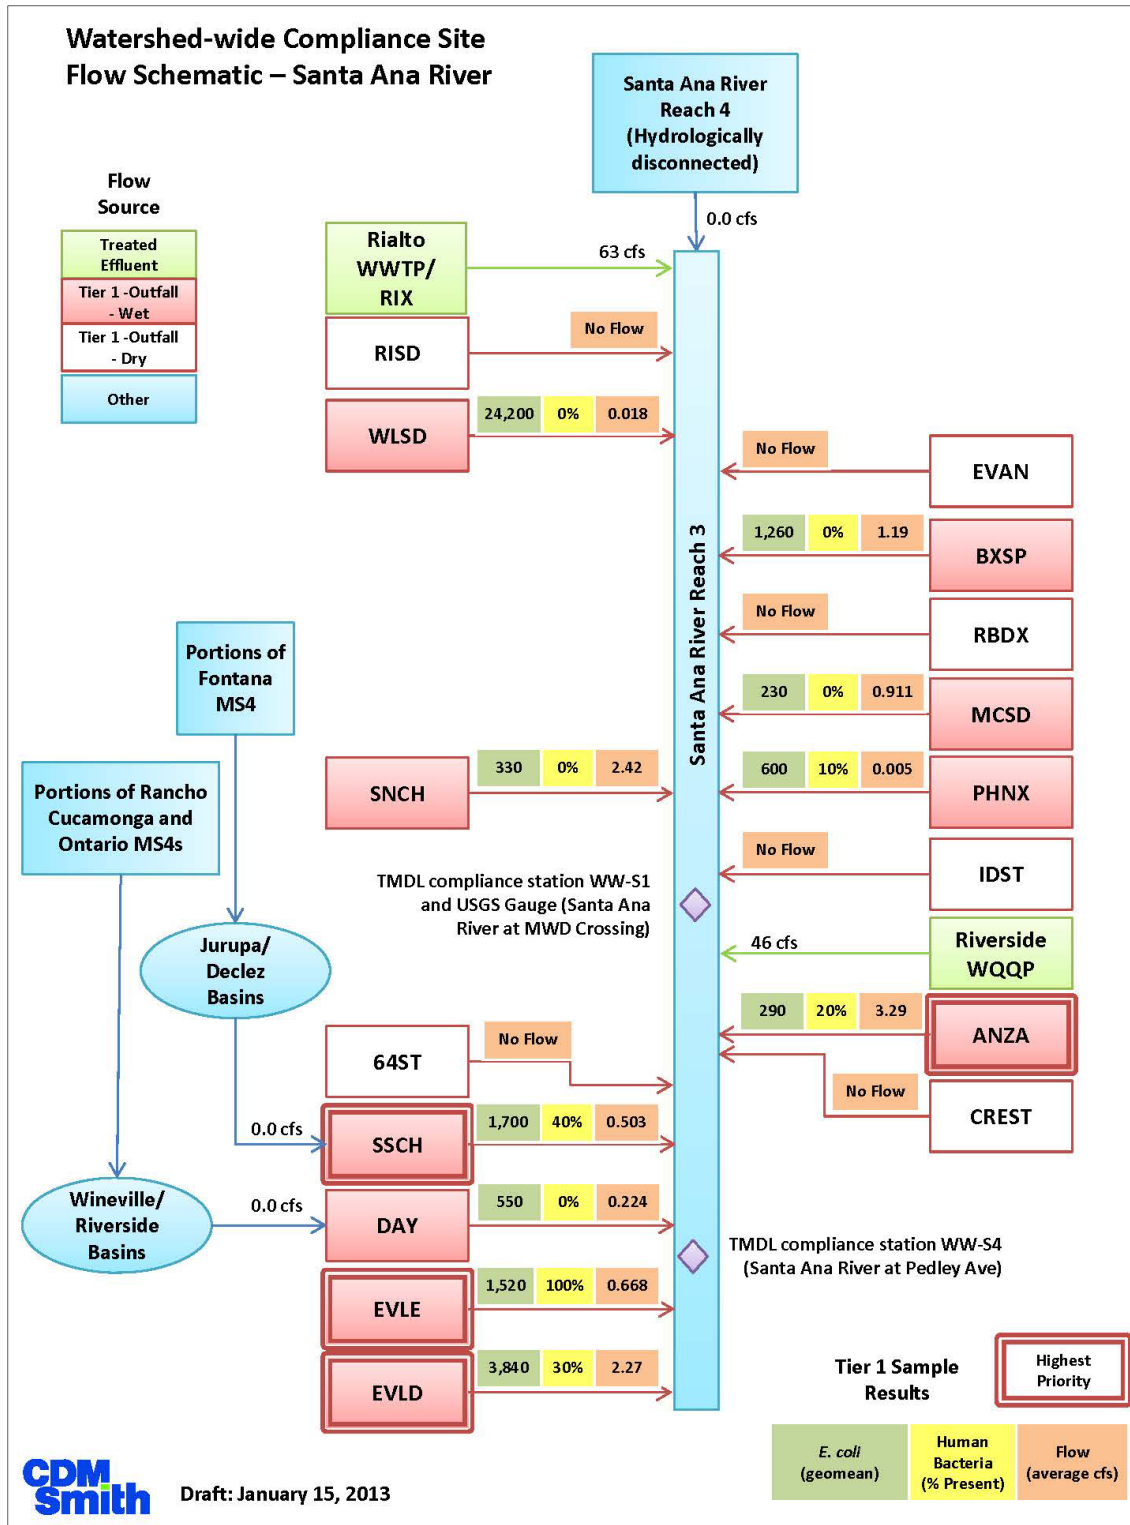 Watershed-wide Compliance Site
Flow Schematic – Santa Ana River
Santa Ana River
Reach 4
(Hydrologically
disconnected)
0.0 cfs
Flow
Source
Treated
Effluent
Tier 1 -Outfall
- Wet
Tier 1 -Outfall
- Dry
Other
Rialto
WWTP/
RIX
63 cfs
RISD
No Flow
WLSD
24,200 0% 0.018
Santa Ana River Reach 3
No Flow
EVAN
1,260 0% 1.19
BXSP
No Flow
RBDX
230 0% 0.911
MCSD
600 10% 0.005
PHNX
No Flow
IDST
46 cfs
Riverside
WQQP
290 20% 3.29
ANZA
No Flow
CREST
Portions of
Fontana
MS4
Portions of Rancho
Cucamonga and
Ontario MS4s
SNCH
330 0% 2.42
TMDL compliance station WW-S1
and USGS Gauge (Santa Ana
River at MWD Crossing)
Jurupa/
Declez
Basins
64ST
No Flow
0.0 cfs
SSCH
1,700 40% 0.503
Wineville/
Riverside
Basins
0.0 cfs
DAY
550 0% 0.224
TMDL compliance station WW-S4
(Santa Ana River at Pedley Ave)
EVLE
1,520 100% 0.668
EVLD
3,840 30% 2.27
Tier 1 Sample
Results
Highest
Priority
E. coli
(geomean)
Human
Bacteria
(% Present)
Flow
(average cfs)
CDM
Smith
Draft: January 15, 2013